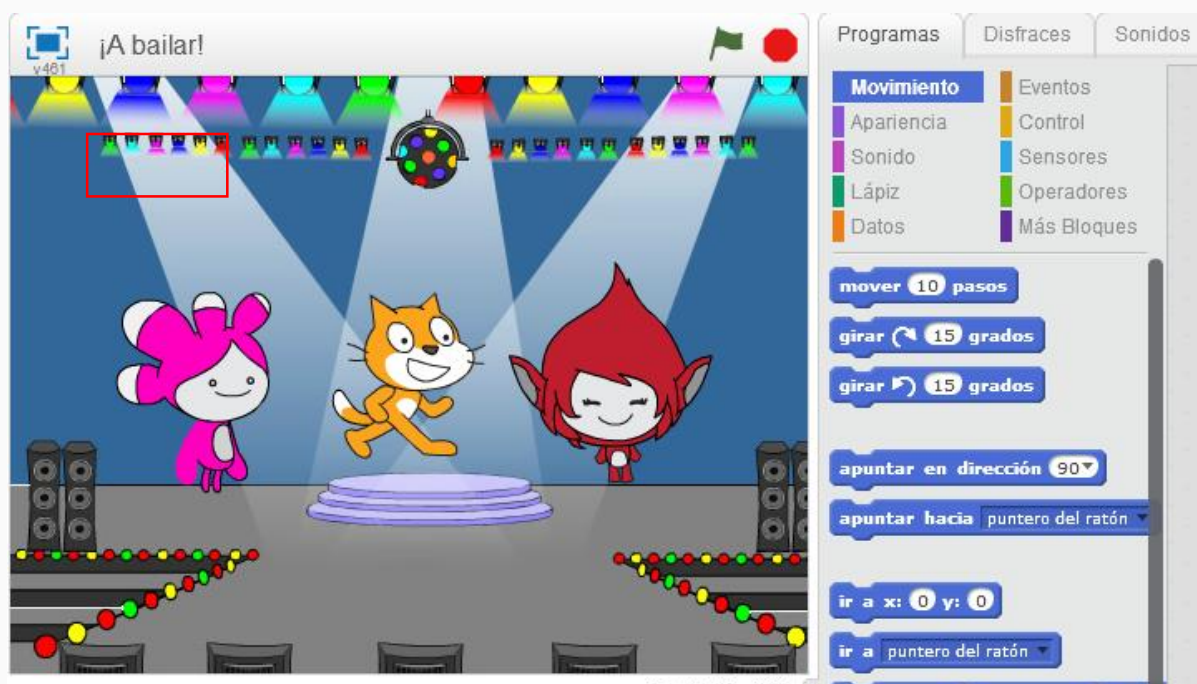 ¡A bailar!
v461
Programas
Disfraces
Sonidos
Movimiento
Eventos
Apariencia
Control
Sonido
Sensores
Lápiz
Operadores
Datos
Más Bloques
mover 10 pasos
girar 15 grados
girar 15 grados
apuntar en dirección 90
apuntar hacia puntero del ratón
ir a x: 0 y: 0
ir a puntero del ratón